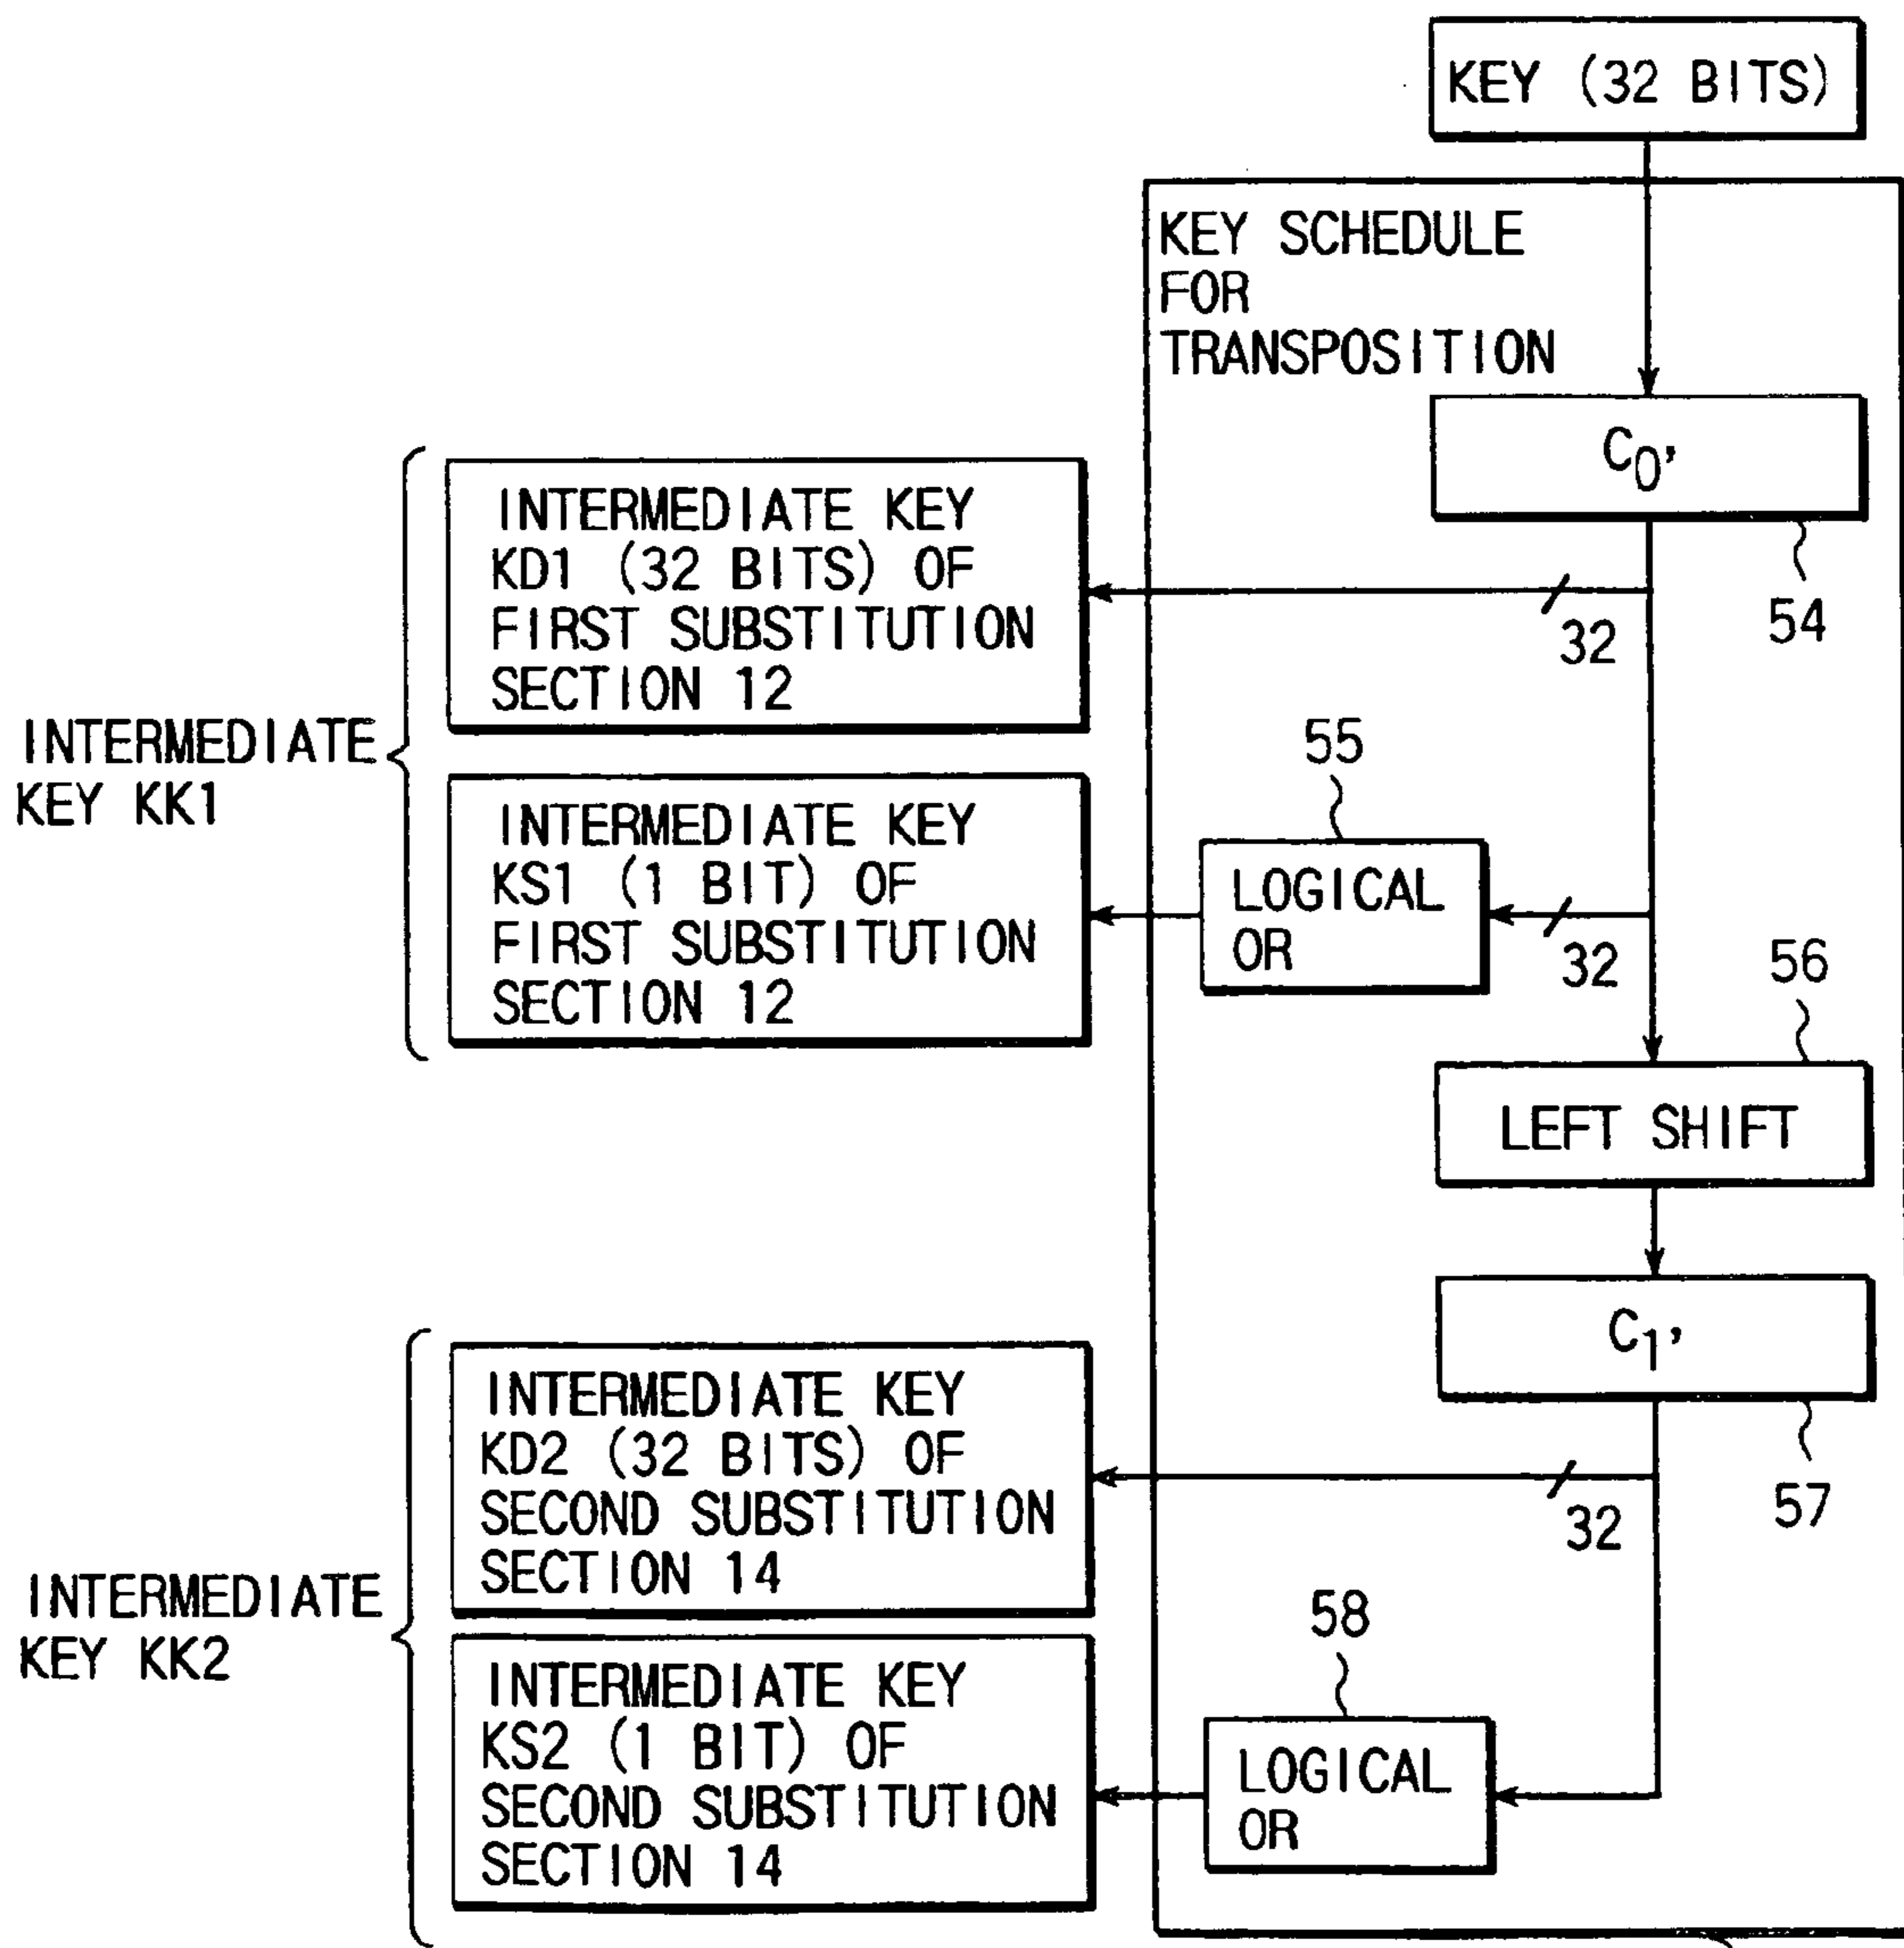 KEY (32 BITS)
KEY SCHEDULE
FOR
TRANSPOSITION
C0'
54
INTERMEDIATE KEY
KD1 (32 BITS) OF
FIRST SUBSTITUTION
SECTION 12
32
INTERMEDIATE
KEY KK1
55
INTERMEDIATE KEY
KS1 (1 BIT) OF
FIRST SUBSTITUTION
SECTION 12
LOGICAL
OR
32
56
LEFT SHIFT
C1'
57
INTERMEDIATE KEY
KD2 (32 BITS) OF
SECOND SUBSTITUTION
SECTION 14
32
INTERMEDIATE
KEY KK2
58
INTERMEDIATE KEY
KS2 (1 BIT) OF
SECOND SUBSTITUTION
SECTION 14
LOGICAL
OR